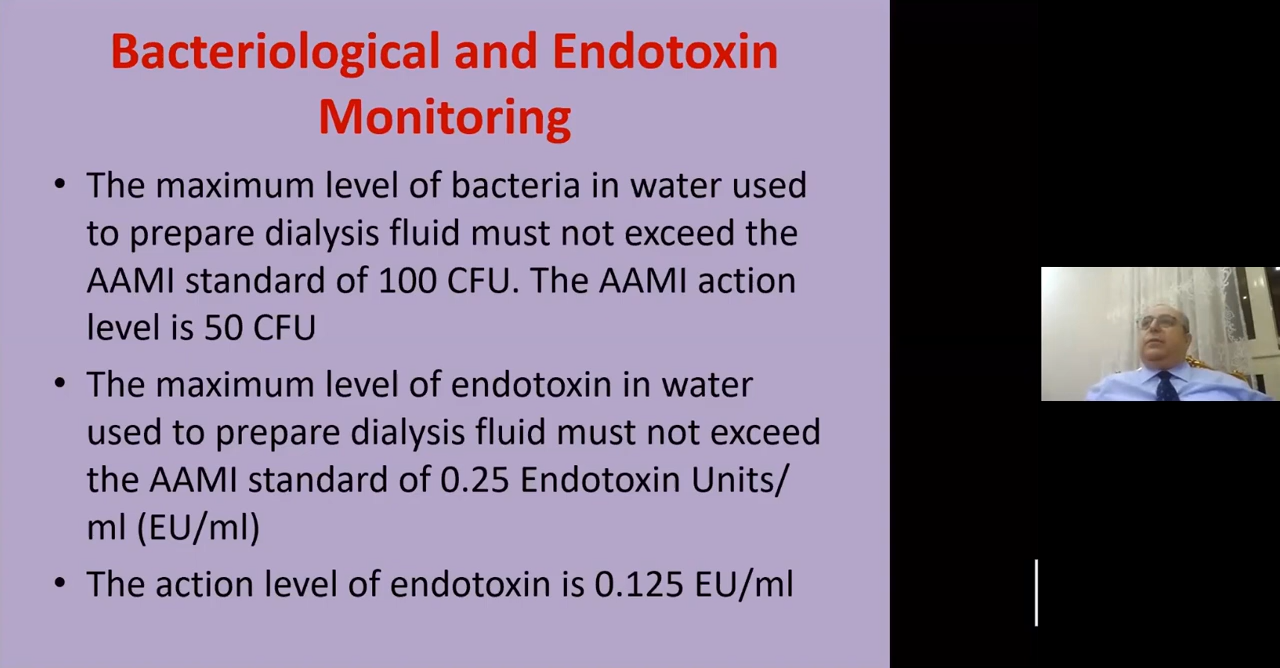 Bacteriological and Endotoxin
Monitoring
• The maximum level of bacteria in water used
to prepare dialysis fluid must not exceed the
AAMI standard of 100 CFU. The AAMI action
level is 50 CFU
• The maximum level of endotoxin in water
used to prepare dialysis fluid must not exceed
the AAMI standard of 0.25 Endotoxin Units/
ml (EU/ml)
• The action level of endotoxin is 0.125 EU/ml